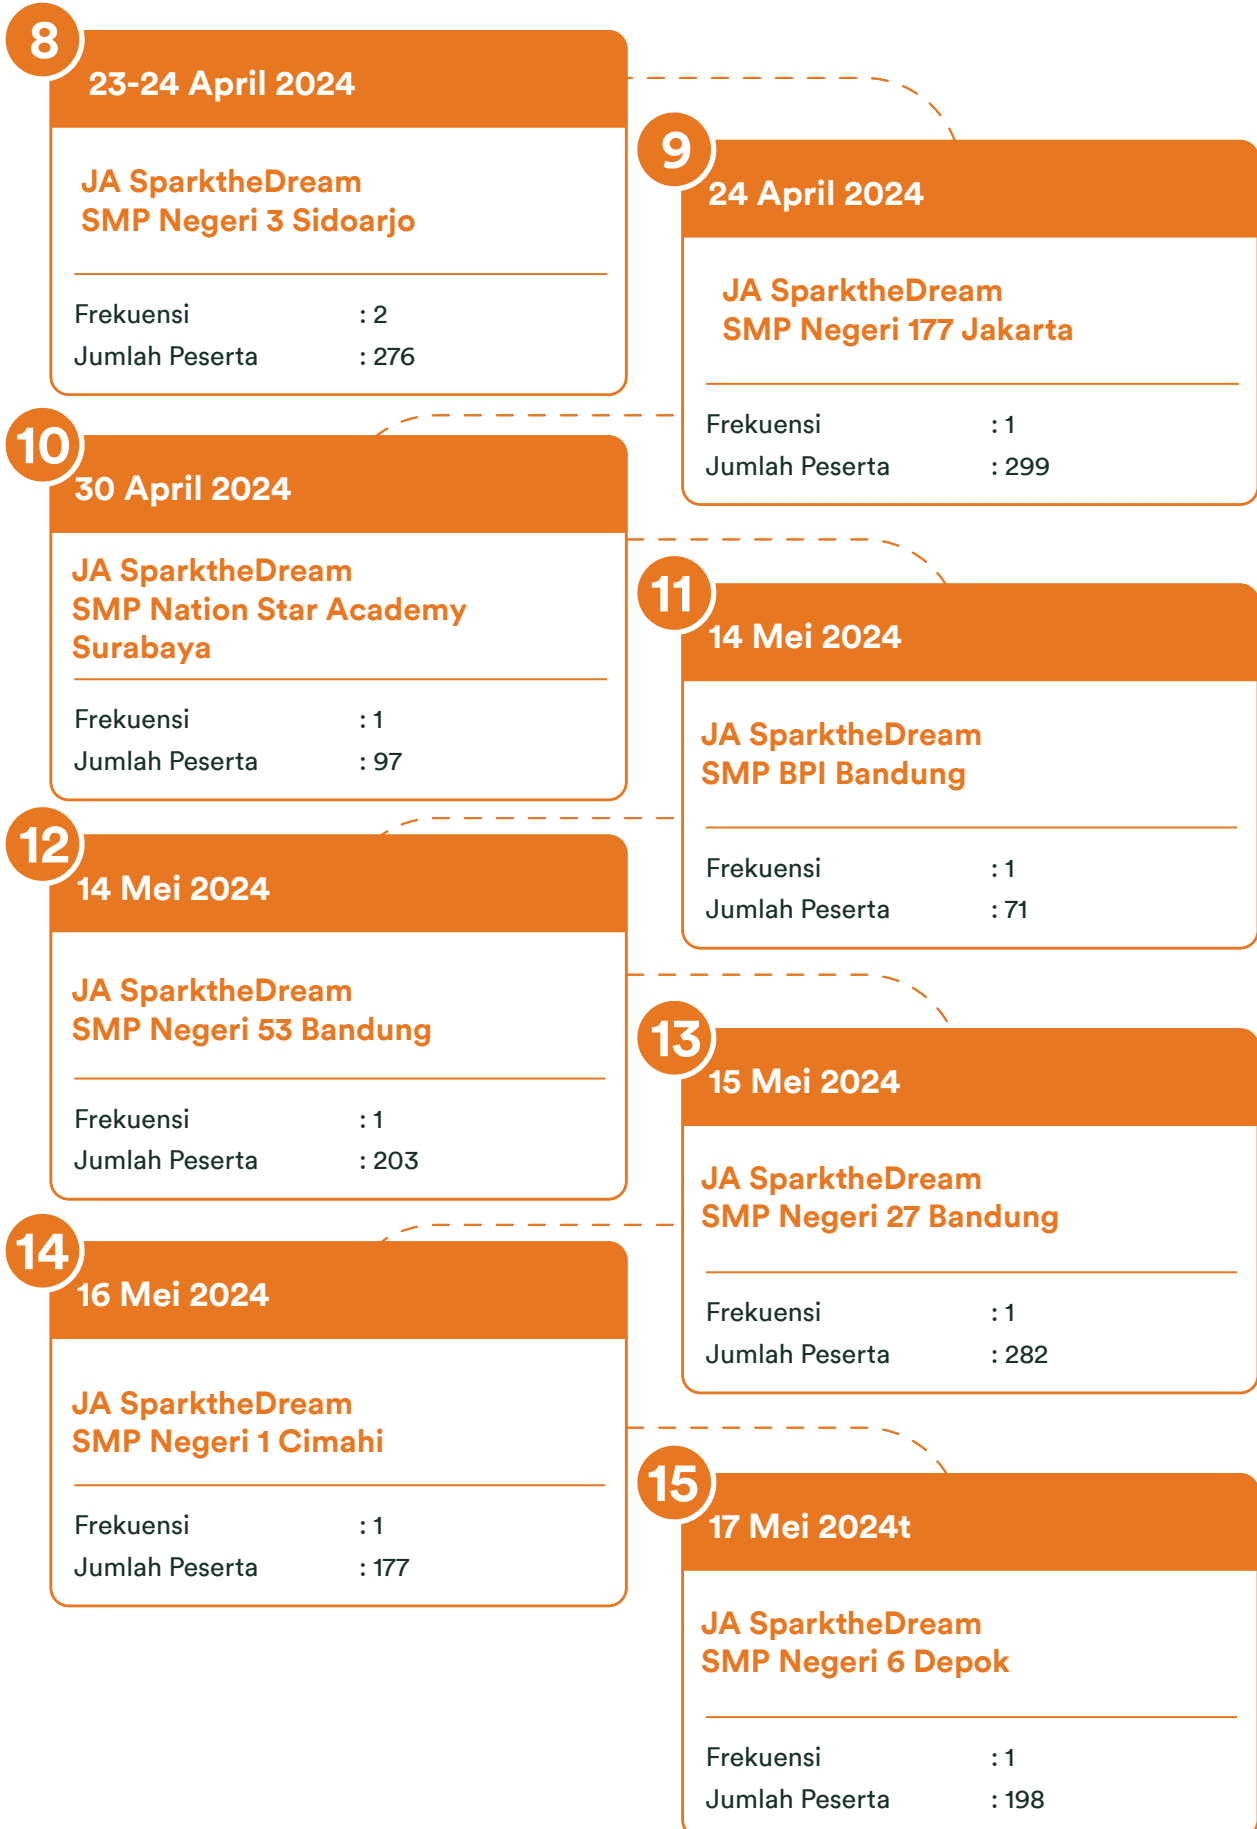 8
23-24 April 2024
JA SparktheDream
SMP Negeri 3 Sidoarjo
Frekuensi : 2
Jumlah Peserta : 276
9
24 April 2024
JA SparktheDream
SMP Negeri 177 Jakarta
Frekuensi : 1
Jumlah Peserta : 299
10
30 April 2024
JA SparktheDream
SMP Nation Star Academy
Surabaya
Frekuensi : 1
Jumlah Peserta : 97
11
14 Mei 2024
JA SparktheDream
SMP BPI Bandung
Frekuensi : 1
Jumlah Peserta : 71
12
14 Mei 2024
JA SparktheDream
SMP Negeri 53 Bandung
Frekuensi : 1
Jumlah Peserta : 203
13
15 Mei 2024
JA SparktheDream
SMP Negeri 27 Bandung
Frekuensi : 1
Jumlah Peserta : 282
14
16 Mei 2024
JA SparktheDream
SMP Negeri 1 Cimahi
Frekuensi : 1
Jumlah Peserta : 177
15
17 Mei 2024t
JA SparktheDream
SMP Negeri 6 Depok
Frekuensi : 1
Jumlah Peserta : 198